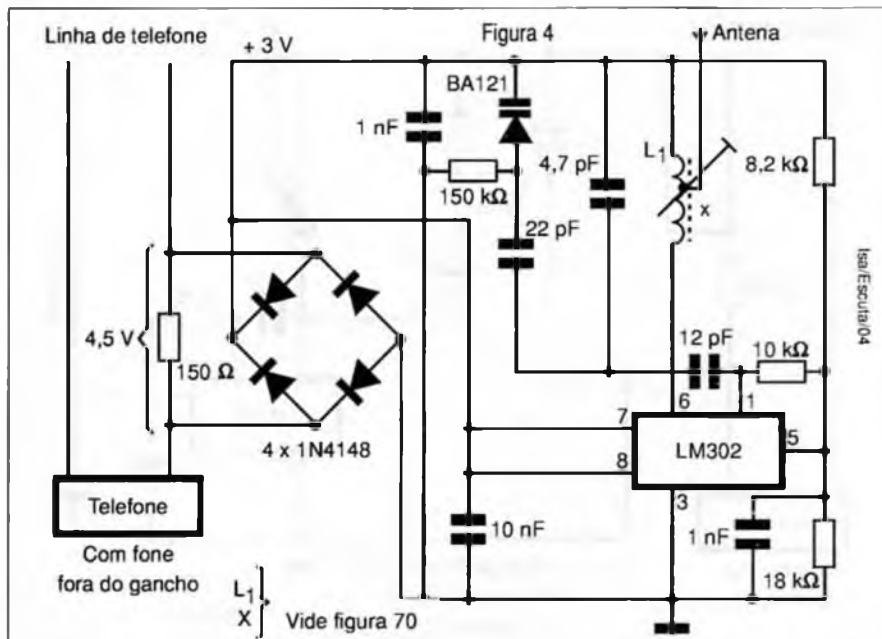 Linha de telefone
+ 3 V
Figura 4
Antena
BA121
1 nF
150 kΩ
4,7 pF
L1
x
8,2 kΩ
22 pF
4,5 V
150 Ω
4 x 1N4148
12 pF
10 kΩ
6
1
7
8
5
LM302
3
Telefone
Com fone
fora do gancho
10 nF
1 nF
18 kΩ
L1
X
Vide figura 70
Isa/Escuta/04